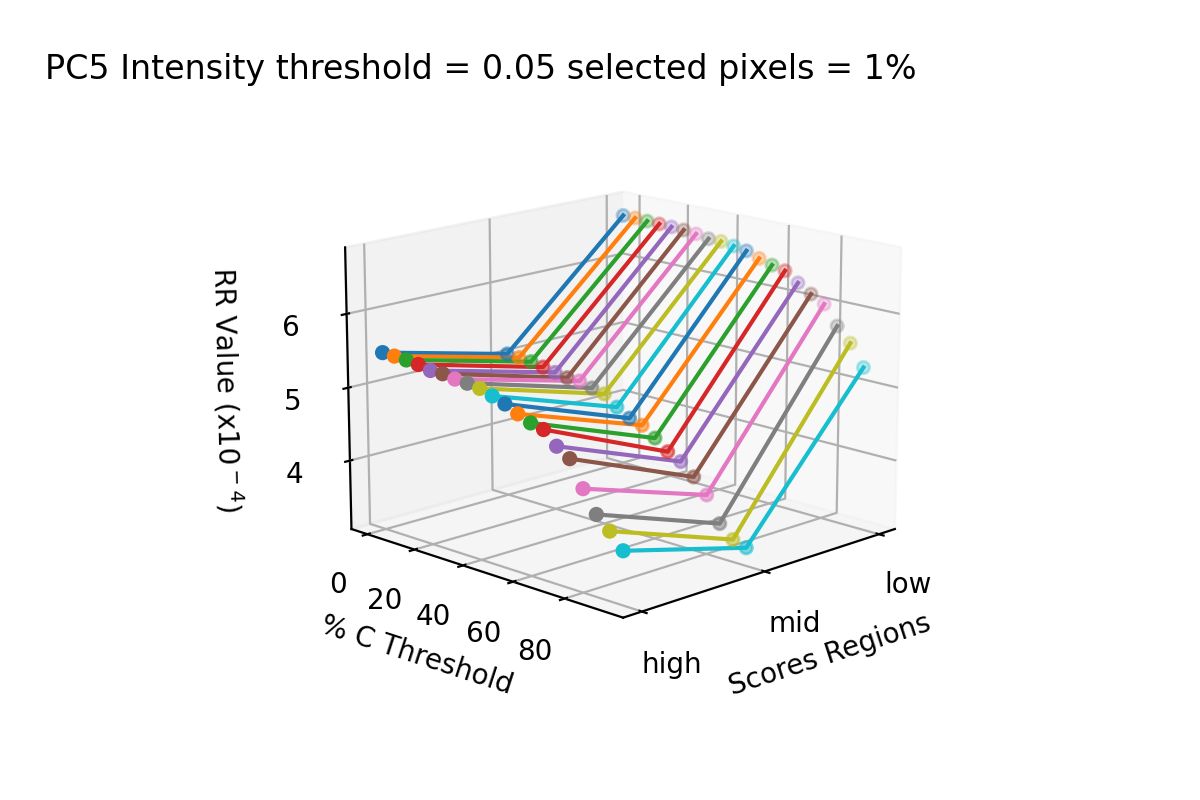 PC5 Intensity threshold = 0.05 selected pixels = 1%
RR Value (x10⁻⁴)
6
5
4
0
20
40
60
80
% C Threshold
high
mid
low
Scores Regions